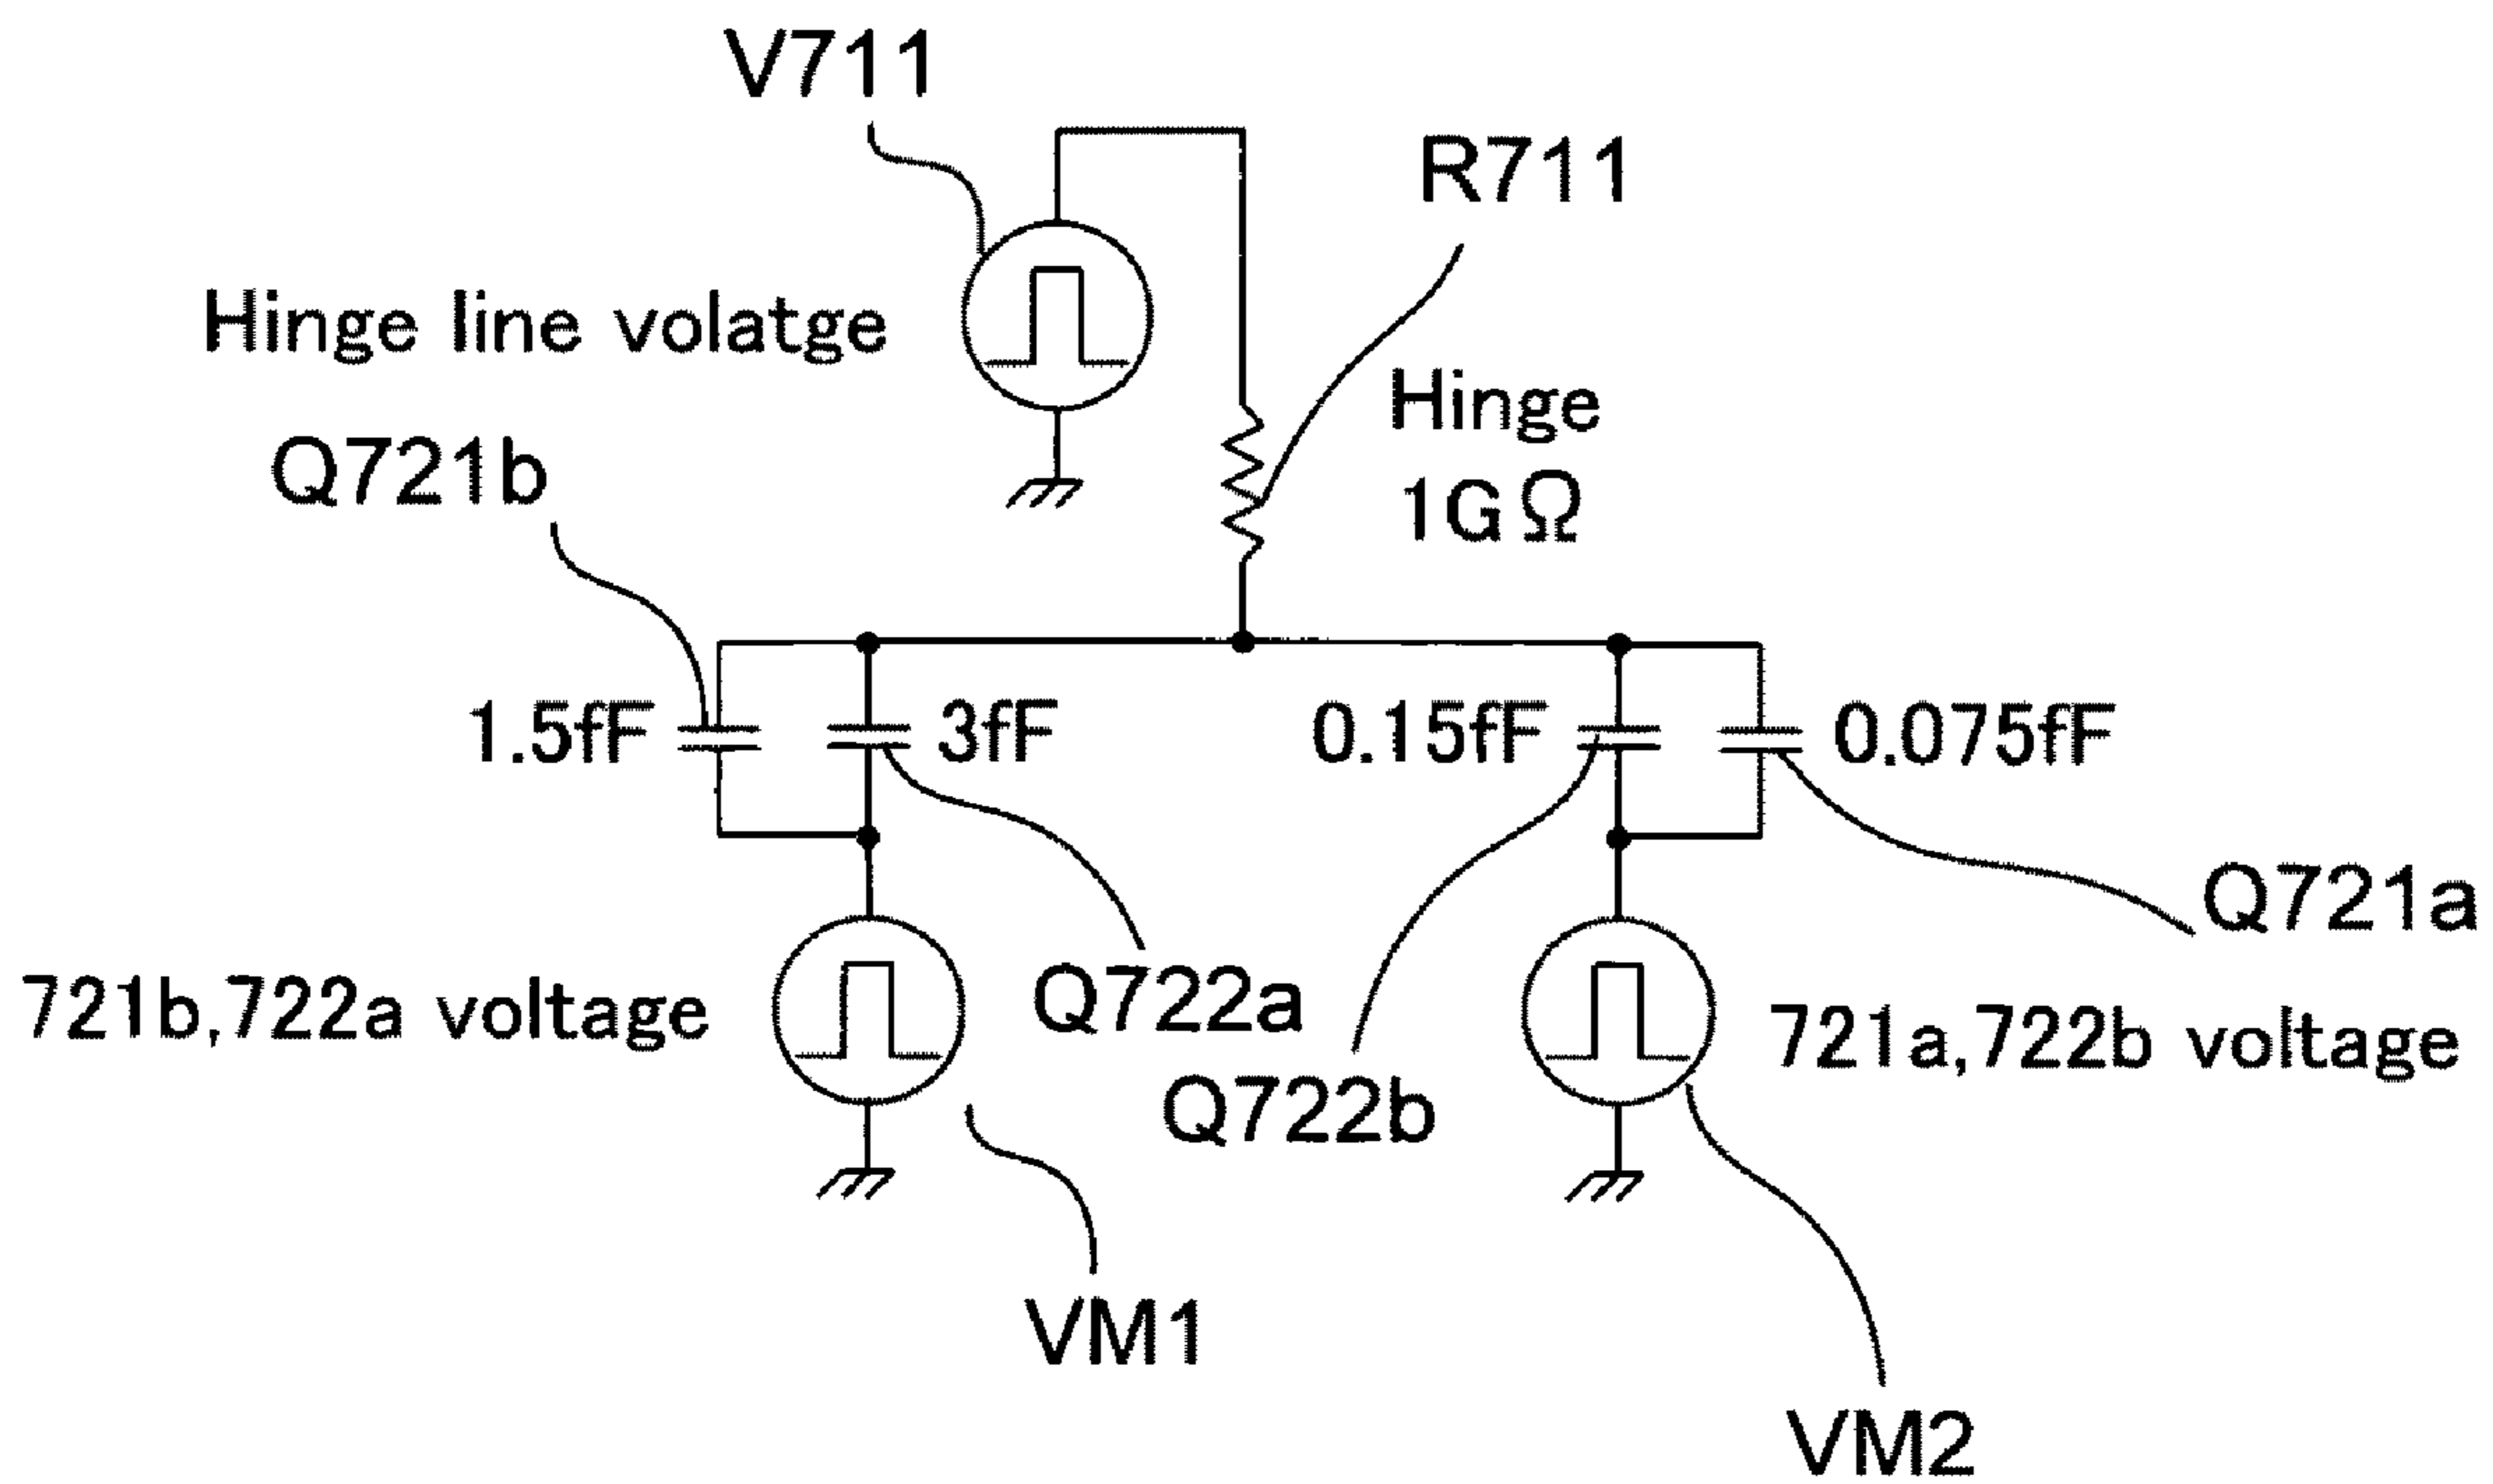 V711
R711
Hinge line volatge
Hinge
1GΩ
Q721b
1.5fF
3fF
0.15fF
0.075fF
Q721a
721b,722a voltage
Q722a
721a,722b voltage
Q722b
VM1
VM2